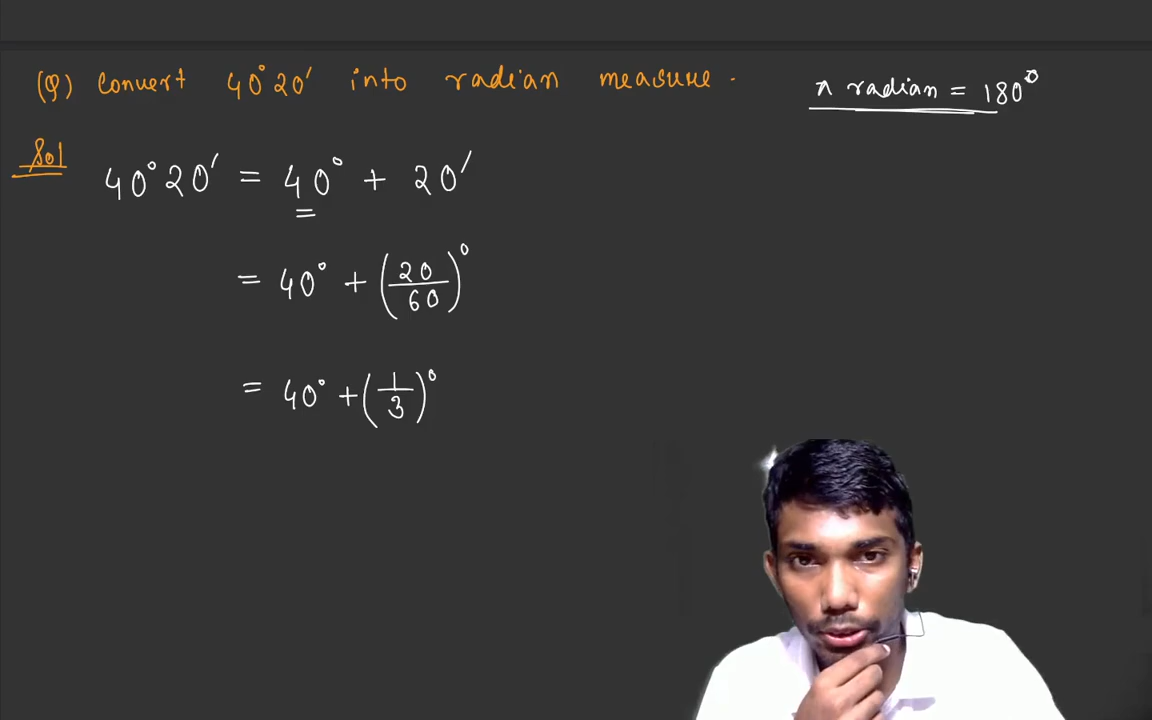 (Q) Convert 40°20′ into radian measure.
π radian = 180°
Sol
40°20′ = 40° + 20′
= 40° + (20/60)°
= 40° + (1/3)°